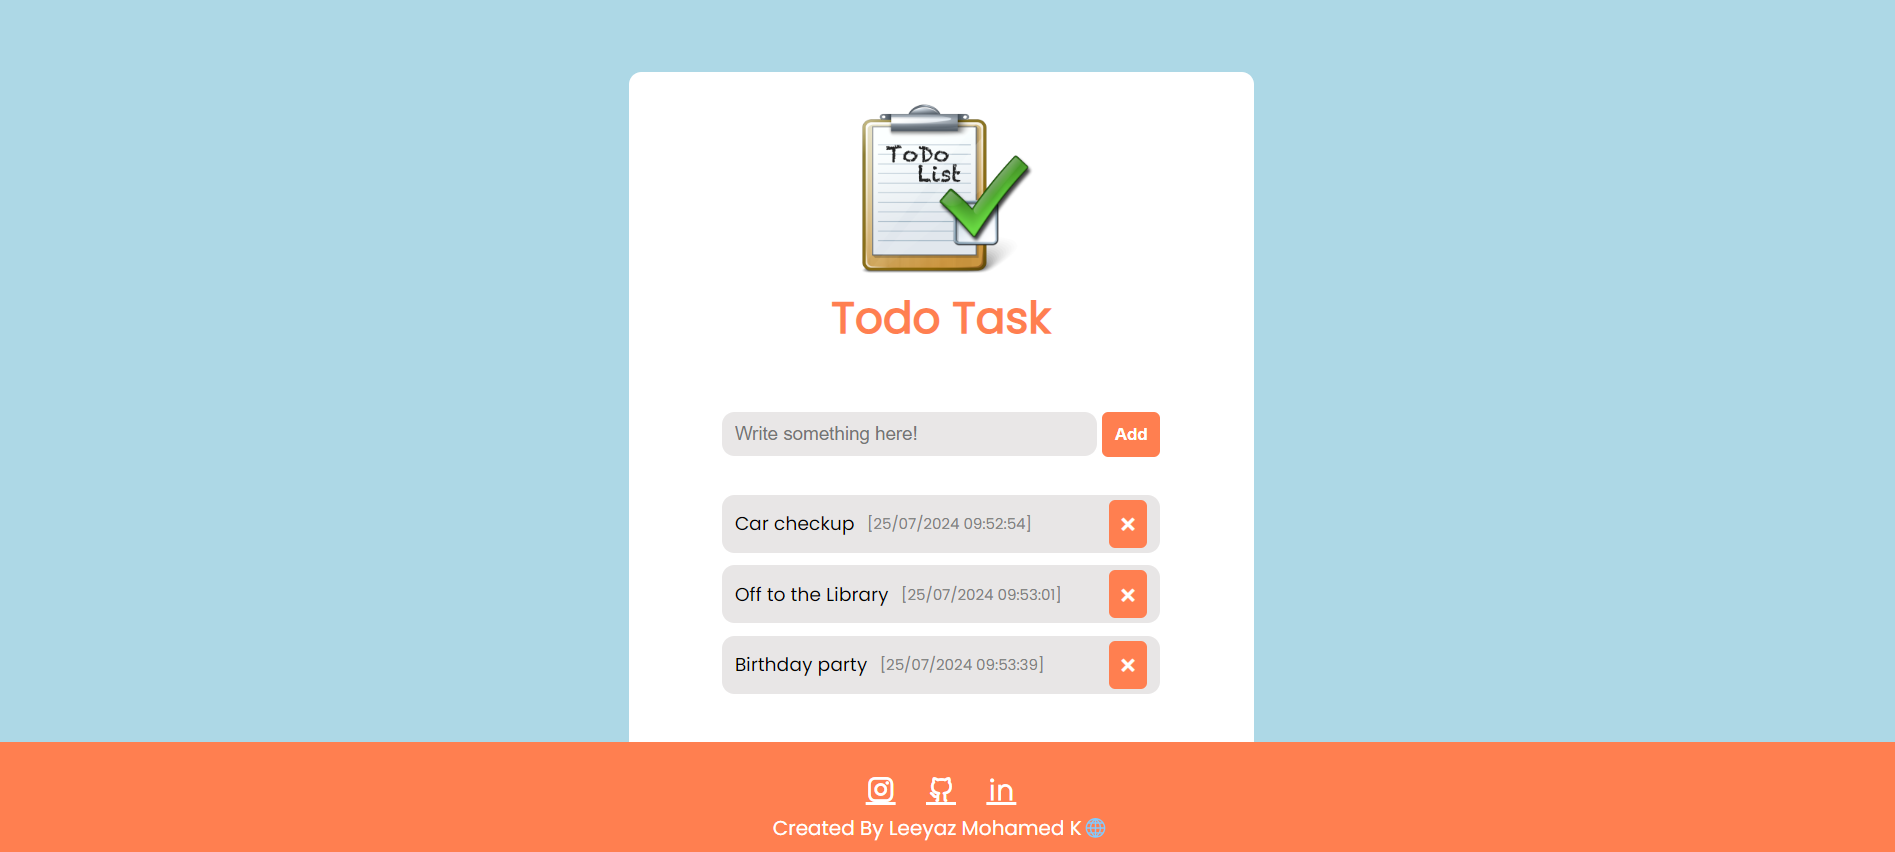 ToDo
List
Todo Task
Write something here!
Add
Car checkup [25/07/2024 09:52:54]
Off to the Library [25/07/2024 09:53:01]
Birthday party [25/07/2024 09:53:39]
in
Created By Leeyaz Mohamed K